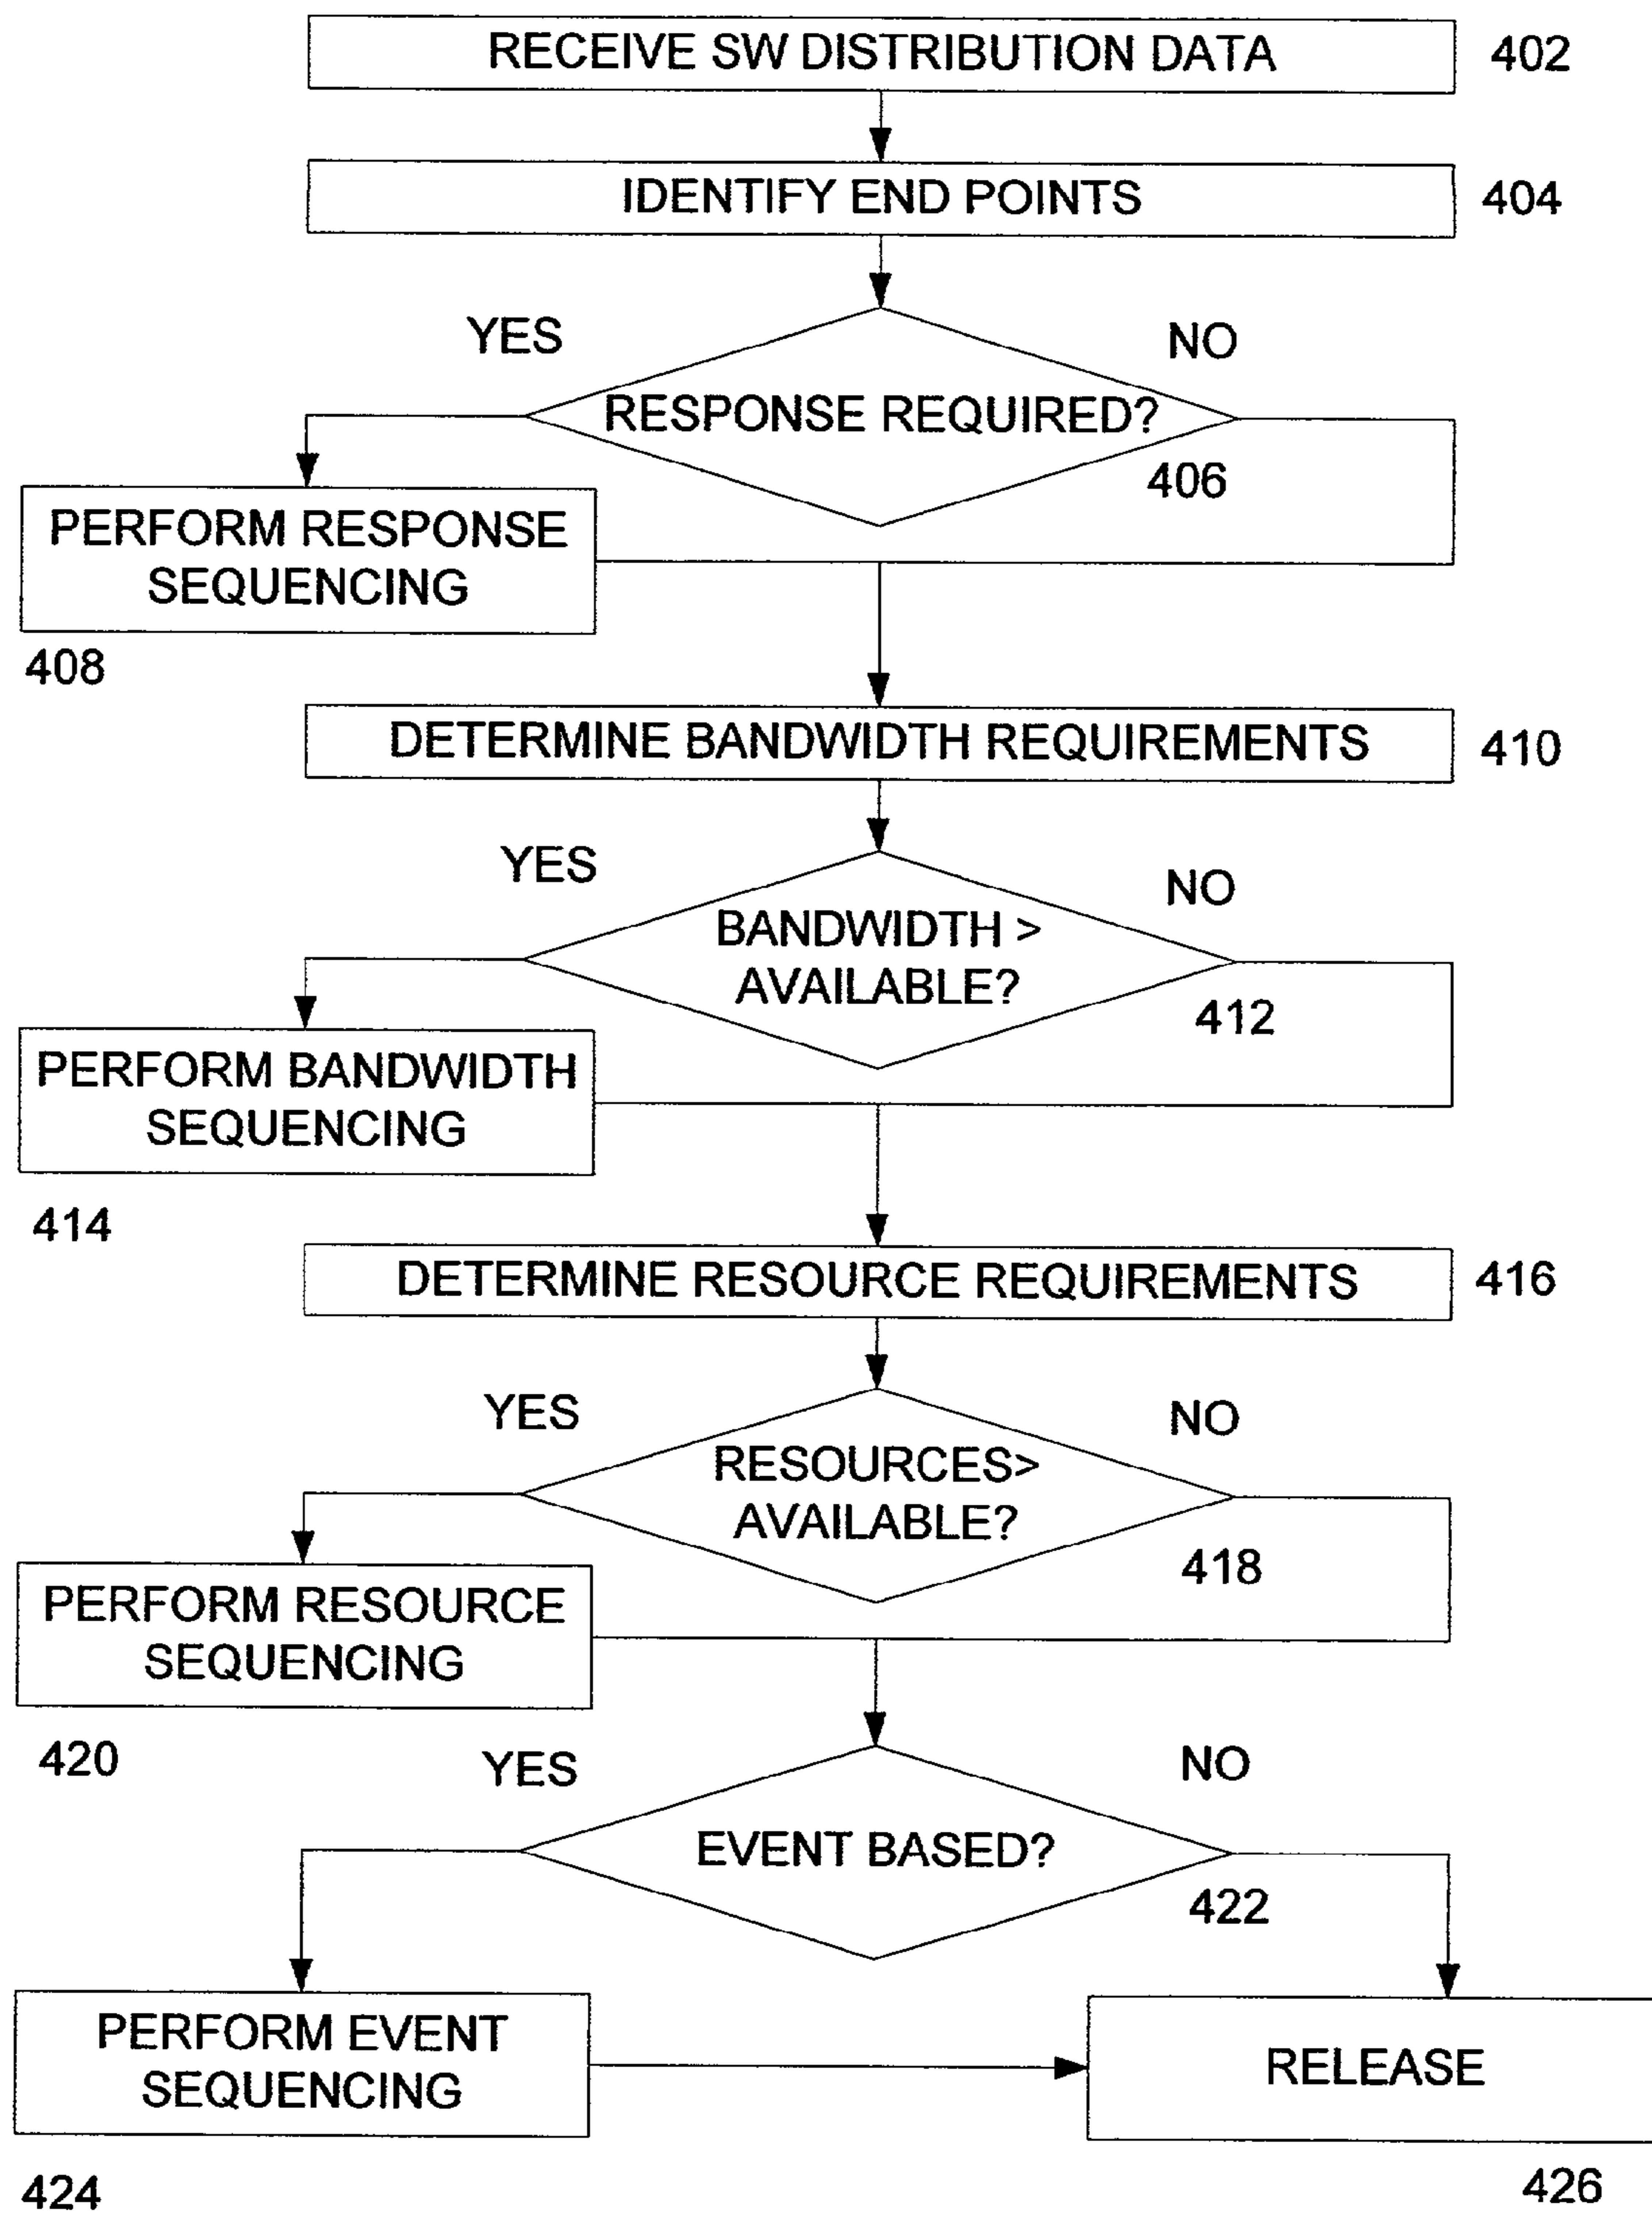 RECEIVE SW DISTRIBUTION DATA
402
IDENTIFY END POINTS
404
YES
NO
RESPONSE REQUIRED?
406
PERFORM RESPONSE
SEQUENCING
408
DETERMINE BANDWIDTH REQUIREMENTS
410
YES
NO
BANDWIDTH >
AVAILABLE?
412
PERFORM BANDWIDTH
SEQUENCING
414
DETERMINE RESOURCE REQUIREMENTS
416
YES
NO
RESOURCES>
AVAILABLE?
418
PERFORM RESOURCE
SEQUENCING
420
YES
NO
EVENT BASED?
422
PERFORM EVENT
SEQUENCING
424
RELEASE
426